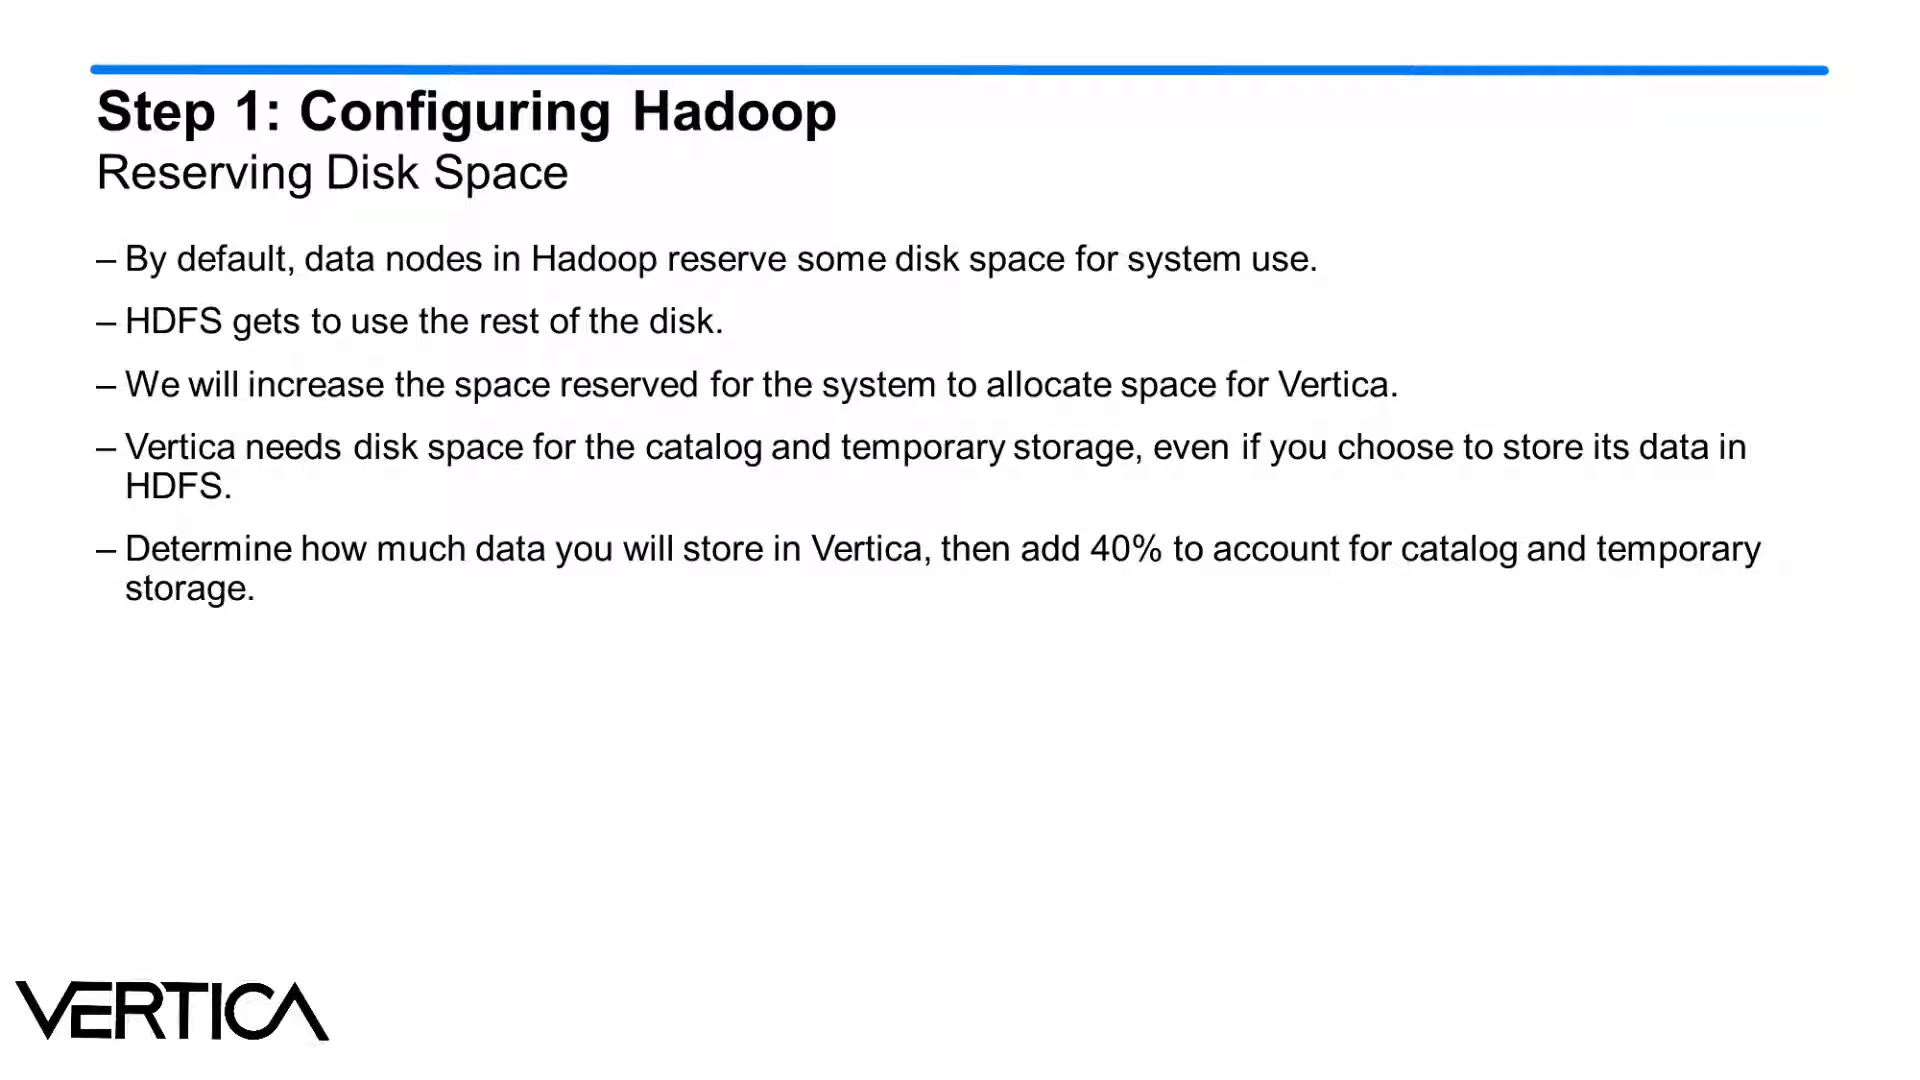 Step 1: Configuring Hadoop
Reserving Disk Space
– By default, data nodes in Hadoop reserve some disk space for system use.
– HDFS gets to use the rest of the disk.
– We will increase the space reserved for the system to allocate space for Vertica.
– Vertica needs disk space for the catalog and temporary storage, even if you choose to store its data in
HDFS.
– Determine how much data you will store in Vertica, then add 40% to account for catalog and temporary
storage.
VERTICA